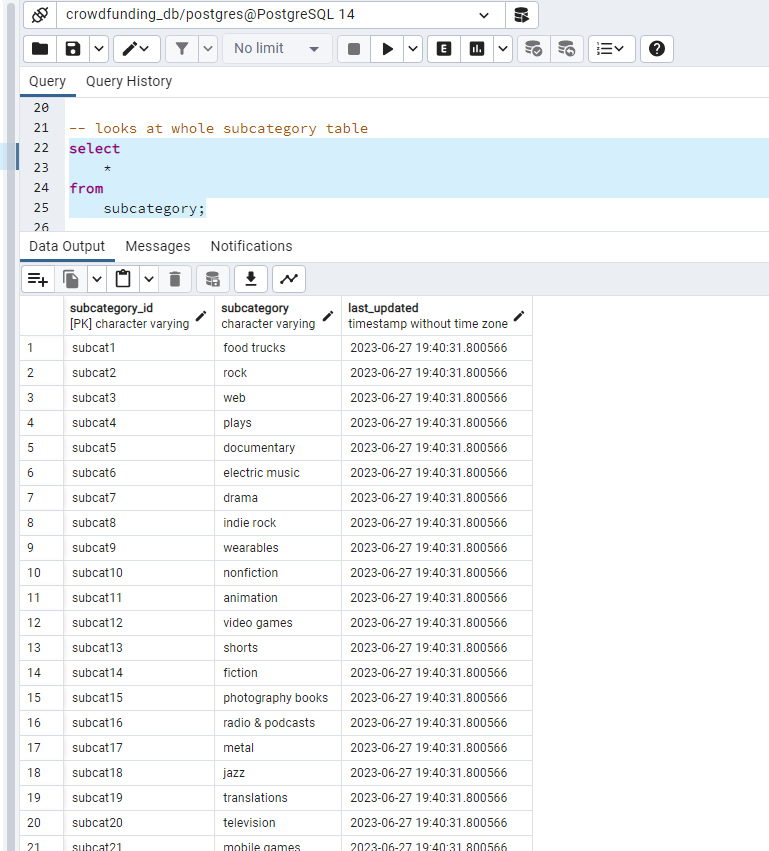 crowdfunding_db/postgres@PostgreSQL 14
No limit
E
Query Query History
20
21 -- looks at whole subcategory table
22 select
23 *
24 from
25 subcategory;
26
Data Output Messages Notifications
subcategory_id subcategory last_updated
[PK] character varying character varying timestamp without time zone
1 subcat1 food trucks 2023-06-27 19:40:31.800566
2 subcat2 rock 2023-06-27 19:40:31.800566
3 subcat3 web 2023-06-27 19:40:31.800566
4 subcat4 plays 2023-06-27 19:40:31.800566
5 subcat5 documentary 2023-06-27 19:40:31.800566
6 subcat6 electric music 2023-06-27 19:40:31.800566
7 subcat7 drama 2023-06-27 19:40:31.800566
8 subcat8 indie rock 2023-06-27 19:40:31.800566
9 subcat9 wearables 2023-06-27 19:40:31.800566
10 subcat10 nonfiction 2023-06-27 19:40:31.800566
11 subcat11 animation 2023-06-27 19:40:31.800566
12 subcat12 video games 2023-06-27 19:40:31.800566
13 subcat13 shorts 2023-06-27 19:40:31.800566
14 subcat14 fiction 2023-06-27 19:40:31.800566
15 subcat15 photography books 2023-06-27 19:40:31.800566
16 subcat16 radio & podcasts 2023-06-27 19:40:31.800566
17 subcat17 metal 2023-06-27 19:40:31.800566
18 subcat18 jazz 2023-06-27 19:40:31.800566
19 subcat19 translations 2023-06-27 19:40:31.800566
20 subcat20 television 2023-06-27 19:40:31.800566
21 subcat21 mobile games 2023-06-27 19:40:31.800566